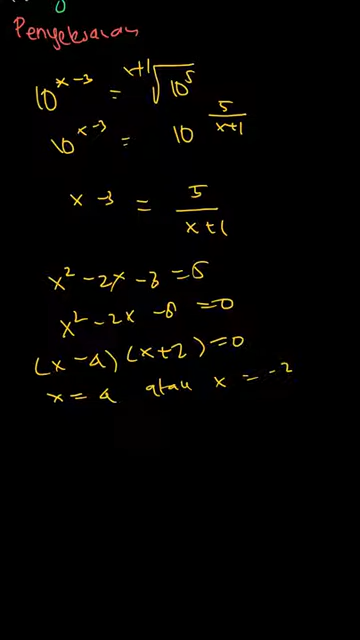 Penyelesaian
10^(x-3) = ^(x+1)√(10^5)
10^(x-3) = 10^(5/(x+1))
x - 3 = 5/(x+1)
x² - 2x - 3 = 5
x² - 2x - 8 = 0
(x - 4)(x + 2) = 0
x = 4 atau x = -2